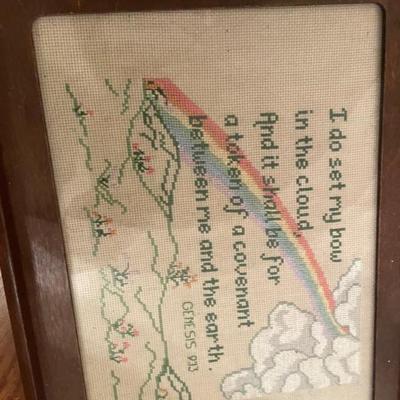 I do set my bow
in the cloud,
And it shall be for
a token of a covenant
between me and the earth.
GENESIS 9:13